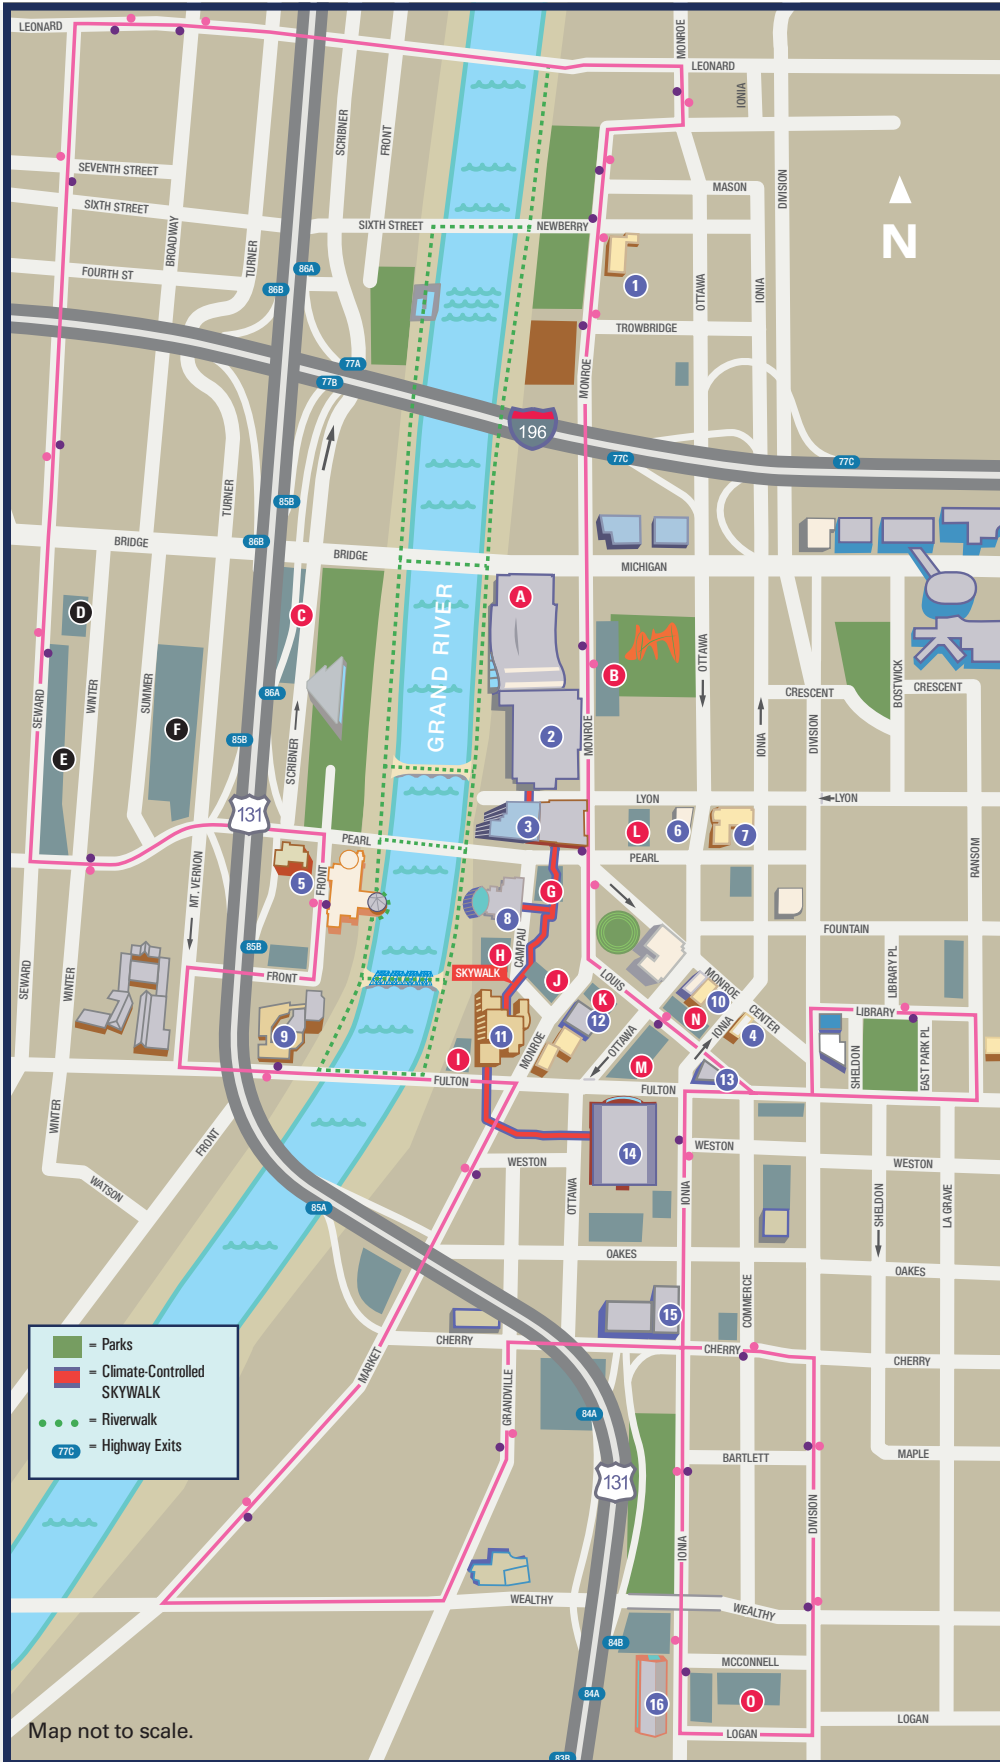 LEONARD
MONROE
LEONARD
IONIA
SCRIBNER
FRONT
DIVISION
SEVENTH STREET
SIXTH STREET
BROADWAY
TURNER
SIXTH STREET
NEWBERRY
MASON
N
FOURTH ST
86A
86B
1
OTTAWA
IONIA
TROWBRIDGE
77A
77B
MONROE
196
77C
77C
TURNER
85B
86B
BRIDGE
BRIDGE
MICHIGAN
D
C
A
GRAND RIVER
B
OTTAWA
SEWARD
WINTER
SUMMER
86A
CRESCENT
BOSTWICK
CRESCENT
E
F
85B
SCRIBNER
2
MONROE
IONIA
DIVISION
LYON
LYON
131
3
L
6
7
PEARL
PEARL
RANSOM
MT. VERNON
5
FRONT
G
8
FOUNTAIN
85B
CAMPAU
H
SKYWALK
J
LOUIS
MONROE CENTER
LIBRARY PL
SEWARD
WINTER
FRONT
K
12
N
10
IONIA
4
LIBRARY
9
11
MONROE
OTTAWA
I
M
13
SHELDON
EAST PARK PL
FULTON
FULTON
WINTER
FRONT
14
WESTON
WESTON
WESTON
WATSON
85A
OTTAWA
IONIA
SHELDON
LA GRAVE
OAKES
OAKES
COMMERCE
15
= Parks
= Climate-Controlled
SKYWALK
= Riverwalk
77C
= Highway Exits
CHERRY
CHERRY
CHERRY
MARKET
GRANDVILLE
84A
131
BARTLETT
MAPLE
IONIA
DIVISION
WEALTHY
WEALTHY
84B
MCCONNELL
84A
16
O
LOGAN
LOGAN
Map not to scale.
83B